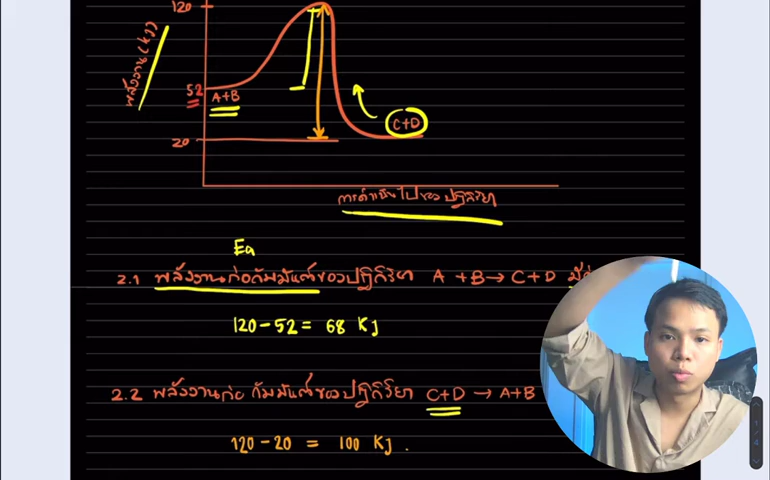 120
พลังงาน (kJ)
52
A+B
C+D
20
การดำเนินไปของปฏิกิริยา
Ea
2.1 พลังงานก่อกัมมันต์ของปฏิกิริยา A + B → C + D
120 - 52 = 68 KJ
2.2 พลังงานก่อกัมมันต์ของปฏิกิริยา C+D → A+B
120 - 20 = 100 KJ.